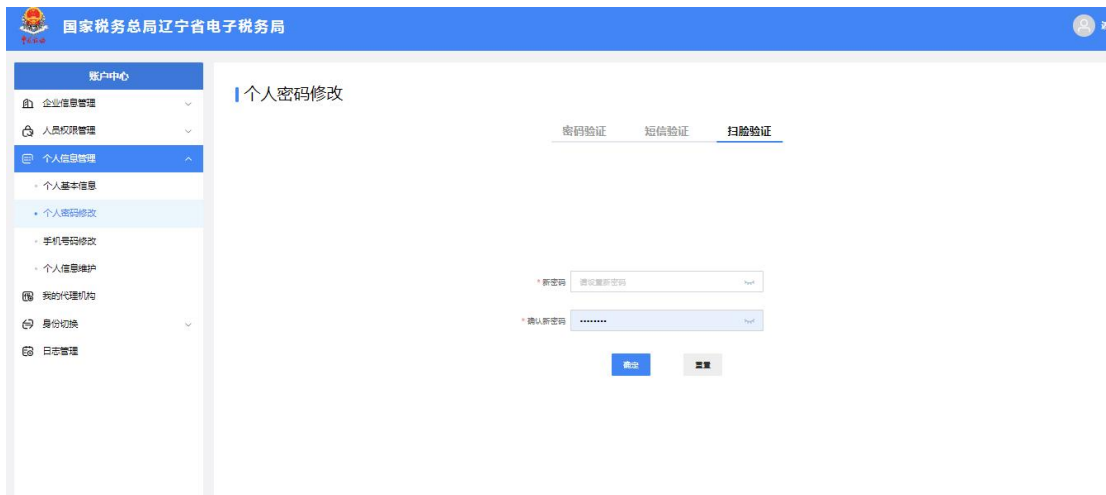 国家税务总局辽宁省电子税务局
账户中心
企业信息管理
人员权限管理
个人信息管理
个人基本信息
个人密码修改
手机号码修改
个人信息维护
我的代理机构
身份切换
日志管理
个人密码修改
密码验证 短信验证 扫脸验证
*新密码 请设置新密码
*确认新密码 ••••••••
确定 重置